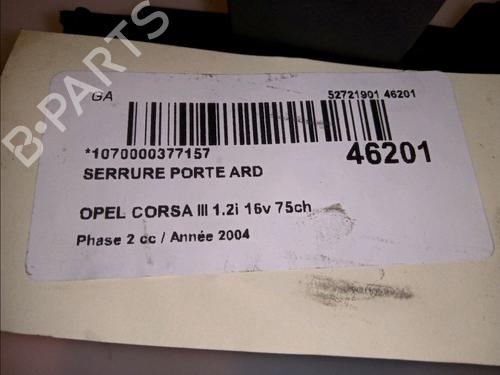 GA 52721901 46201
*1070000377157 46201
SERRURE PORTE ARD
OPEL CORSA III 1.2i 16v 75ch
Phase 2 cc / Année 2004
B-PARTS